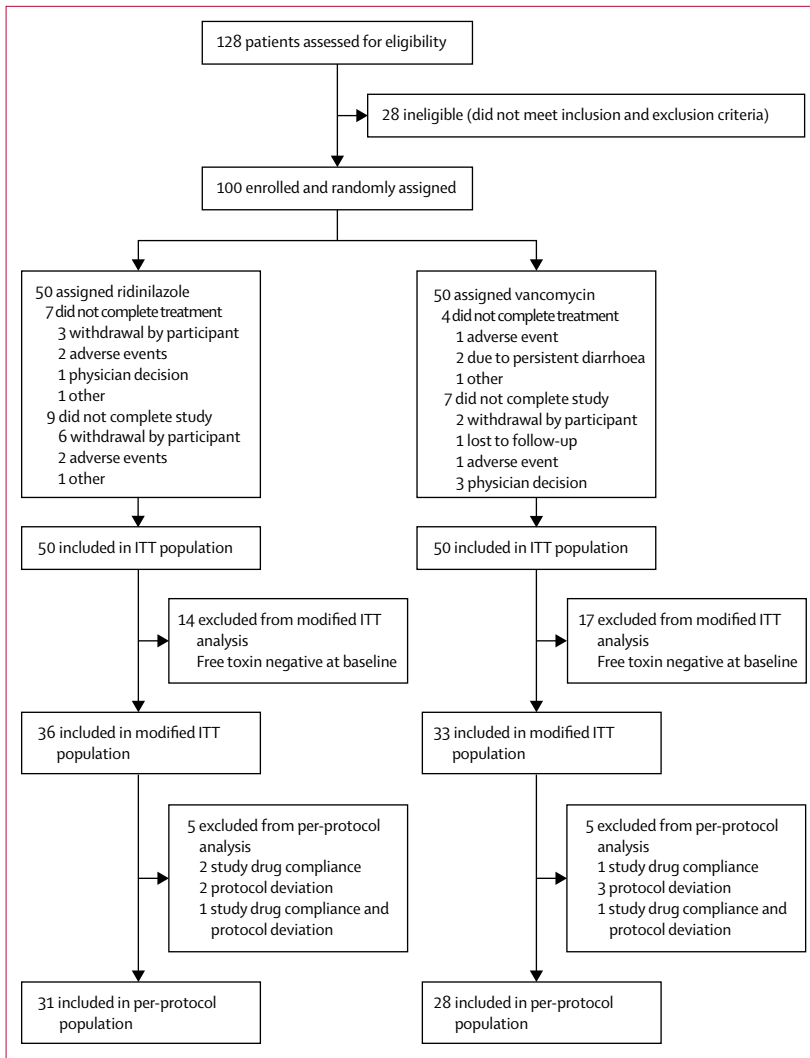 128 patients assessed for eligibility
28 ineligible (did not meet inclusion and exclusion criteria)
100 enrolled and randomly assigned
50 assigned ridinilazole
7 did not complete treatment
3 withdrawal by participant
2 adverse events
1 physician decision
1 other
9 did not complete study
6 withdrawal by participant
2 adverse events
1 other
50 assigned vancomycin
4 did not complete treatment
1 adverse event
2 due to persistent diarrhoea
1 other
7 did not complete study
2 withdrawal by participant
1 lost to follow-up
1 adverse event
3 physician decision
50 included in ITT population
50 included in ITT population
14 excluded from modified ITT
analysis
Free toxin negative at baseline
17 excluded from modified ITT
analysis
Free toxin negative at baseline
36 included in modified ITT
population
33 included in modified ITT
population
5 excluded from per-protocol
analysis
2 study drug compliance
2 protocol deviation
1 study drug compliance and
protocol deviation
5 excluded from per-protocol
analysis
1 study drug compliance
3 protocol deviation
1 study drug compliance and
protocol deviation
31 included in per-protocol
population
28 included in per-protocol
population